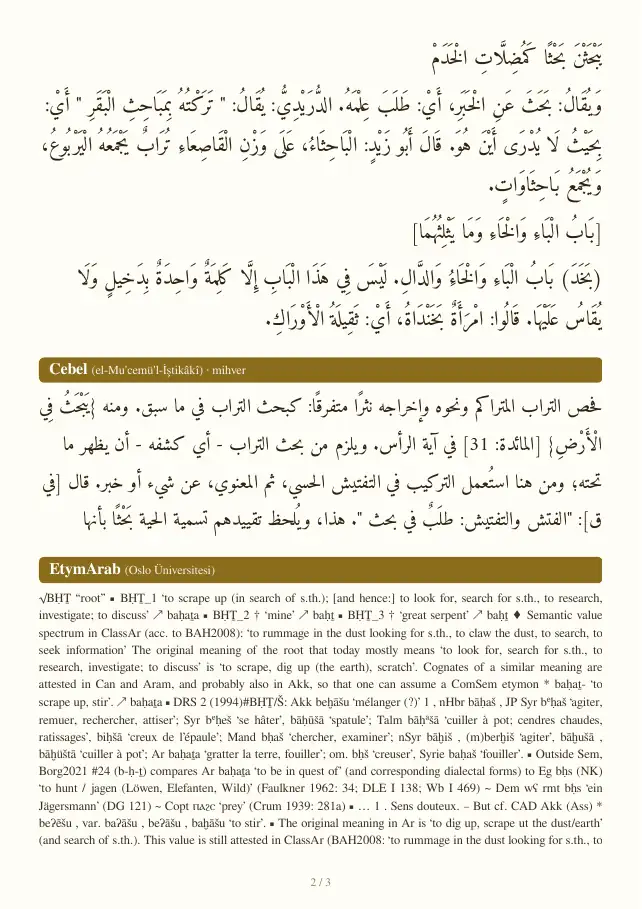 يَبْحَثْنَ بَحْثًا كَمُضِلَّاتِ الْخَدَمْ
وَيُقَالُ: بَحَثَ عَنِ الْخَبَرِ، أَيْ: طَلَبَ عِلْمَهُ. الدُّرَيْدِيُّ: يُقَالُ: " تَرَكْتُهُ بِمَبَاحِثِ الْبَقَرِ " أَيْ:
بِحَيْثُ لَا يُدْرَى أَيْنَ هُوَ. قَالَ أَبُو زَيْدٍ: الْبَاحِثَاءُ، عَلَى وَزْنِ الْقَاصِعَاءِ تُرَابٌ يَجْمَعُهُ الْيَرْبُوعُ،
وَيُجْمَعُ بَاحِثَاوَاتٍ.
[بَابُ الْبَاءِ وَالْخَاءِ وَمَا يَثْلِثُهُمَا]
(بَخَدَ) بَابُ الْبَاءِ وَالْخَاءُ وَالدَّالِ. لَيْسَ فِي هَذَا الْبَابِ إِلَّا كَلِمَةٌ وَاحِدَةٌ بِدَخِيلٍ وَلَا
يُقَاسُ عَلَيْهَا. قَالُوا: امْرَأَةٌ بَخَنْدَاةٌ، أَيْ: ثَقِيلَةُ الْأَوْرَاكِ.
Cebel (el-Mu'cemü'l-İştikâkî) · mihver
فحص التراب المتراكم ونحوه وإخراجه نثرًا متفرقًا: كبحث التراب في ما سبق. ومنه {يَبْحَثُ فِي
الْأَرْضِ} [المائدة: 31] في آية الرأس. ويلزم من بحث التراب - أي كشفه - أن يظهر ما
تحته؛ ومن هنا استُعمل التركيب في التفتيش الحسي، ثم المعنوي، عن شيء أو خبر. قال [في
ق]: "الفتش والتفتيش: طلَبٌ في بحث ". هذا، ويُلحظ تقييدهم تسمية الحية بَحْثًا بأنها
EtymArab (Oslo Üniversitesi)
√BḤṮ “root” ▪ BḤṮ_1 ‘to scrape up (in search of s.th.); [and hence:] to look for, search for s.th., to research,
investigate; to discuss’ ↗ baḥaṯa ▪ BḤṮ_2 † ‘mine’ ↗ baḥṯ ▪ BḤṮ_3 † ‘great serpent’ ↗ baḥṯ ♦ Semantic value
spectrum in ClassAr (acc. to BAH2008): ‘to rummage in the dust looking for s.th., to claw the dust, to search, to
seek information’ The original meaning of the root that today mostly means ‘to look for, search for s.th., to
research, investigate; to discuss’ is ‘to scrape, dig up (the earth), scratch’. Cognates of a similar meaning are
attested in Can and Aram, and probably also in Akk, so that one can assume a ComSem etymon * baḥaṯ- ‘to
scrape up, stir’. ↗ baḥaṯa ▪ DRS 2 (1994)#BḤṮ/Š: Akk beḫāšu ‘mélanger (?)’ 1 , nHbr bāḥaš , JP Syr bᵉḥaš ‘agiter,
remuer, rechercher, attiser’; Syr bᵉḥeš ‘se hâter’, bāḥūšā ‘spatule’; Talm bāḥᵃšā ‘cuiller à pot; cendres chaudes,
ratissages’, biḥšā ‘creux de l’épaule’; Mand bhaš ‘chercher, examiner’; nSyr bāḫiš , (m)berḫiš ‘agiter’, bāḫušā ,
bāḫūštā ‘cuiller à pot’; Ar baḥaṯa ‘gratter la terre, fouiller’; om. bḥš ‘creuser’, Syrie baḥaš ‘fouiller’. ▪ Outside Sem,
Borg2021 #24 (b-ḥ-ṯ) compares Ar baḥaṯa ‘to be in quest of’ (and corresponding dialectal forms) to Eg bḥs (NK)
‘to hunt / jagen (Löwen, Elefanten, Wild)’ (Faulkner 1962: 34; DLE I 138; Wb I 469) ~ Dem wʕ rmt bḥs ‘ein
Jägersmann’ (DG 121) ~ Copt ‘prey’ (Crum 1939: 281a) ▪ … 1 . Sens douteux. – But cf. CAD Akk (Ass) *
beʔēšu , var. baʔāšu , beʔāšu , baḫāšu ‘to stir’. ▪ The original meaning in Ar is ‘to dig up, scrape ut the dust/earth’
(and search of s.th.). This value is still attested in ClassAr (BAH2008: ‘to rummage in the dust looking for s.th., to
2 / 3